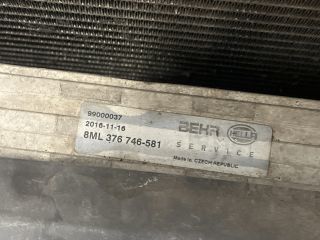 99000037
2016-11-16
8ML 376 746-581
BEHR HELLA
SERVICE
Made in CZECH REPUBLIC